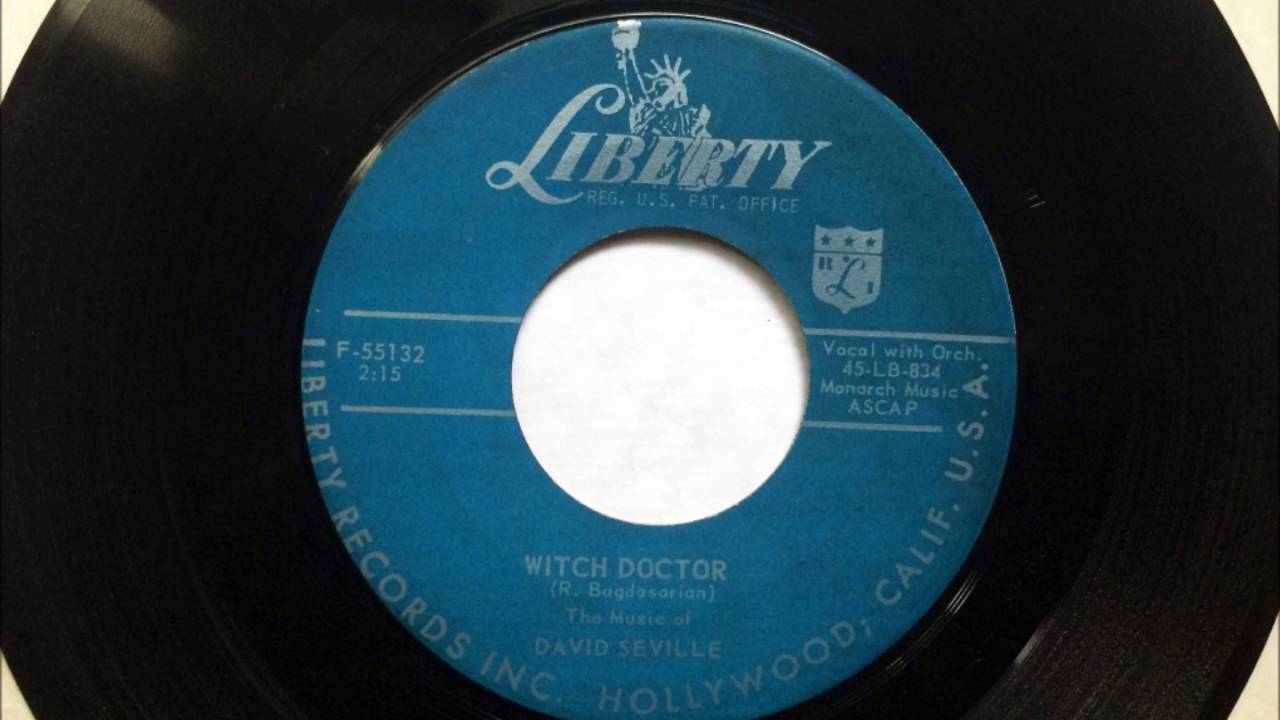 LIBERTY
REG. U.S. PAT. OFFICE
R L I
F-55132
2:15
Vocal with Orch.
45-LB-834
Monarch Music
ASCAP
WITCH DOCTOR
(R. Bagdasarian)
The Music of
DAVID SEVILLE
LIBERTY RECORDS INC. HOLLYWOOD; CALIF. U.S.A.